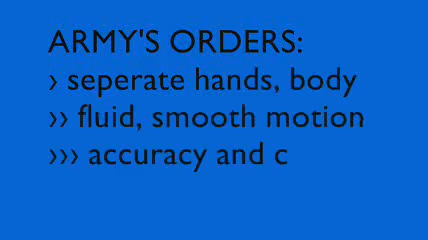 ARMY'S ORDERS:
› seperate hands, body
›› fluid, smooth motion
››› accuracy and c